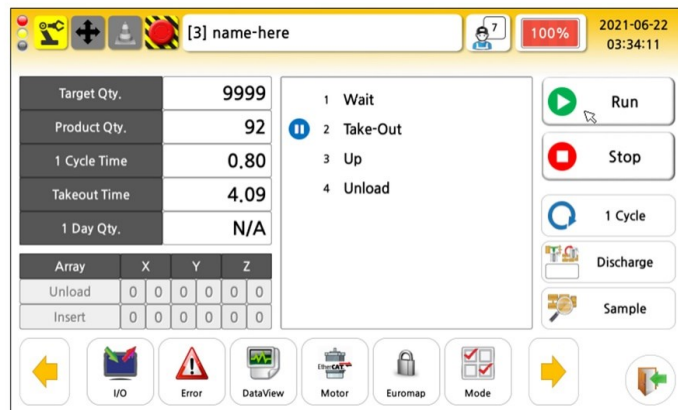 [3] name-here
7
100%
2021-06-22
03:34:11
Target Qty. 9999
Product Qty. 92
1 Cycle Time 0.80
Takeout Time 4.09
1 Day Qty. N/A
Array X Y Z
Unload 0 0 0 0 0 0
Insert 0 0 0 0 0 0
1 Wait
2 Take-Out
3 Up
4 Unload
Run
Stop
1 Cycle
Discharge
Sample
I/O
Error
DataView
EtherCAT
Motor
Euromap
Mode